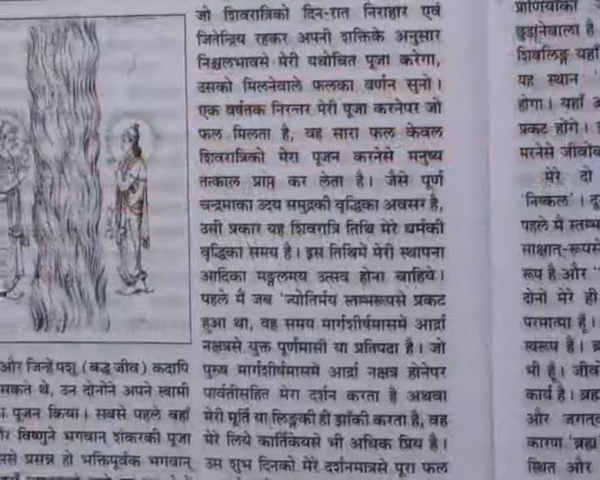 और जिन्हें पशु (बद्ध जीव) कदापि
सकते थे, उन दोनोंने अपने स्वामी
पूजन किया। सबसे पहले वहाँ
विष्णुने भगवान् शंकरकी पूजा
प्रसन्न हो भक्तिपूर्वक भगवान्
जो शिवरात्रिको दिन-रात निराहार एवं
जितेन्द्रिय रहकर अपनी शक्तिके अनुसार
निश्चलभावसे मेरी यथोचित पूजा करेगा,
उसको मिलनेवाले फलका वर्णन सुनो।
एक वर्षतक निरन्तर मेरी पूजा करनेपर जो
फल मिलता है, वह सारा फल केवल
शिवरात्रिको मेरा पूजन करनेसे मनुष्य
तत्काल प्राप्त कर लेता है। जैसे पूर्ण
चन्द्रमाका उदय समुद्रकी वृद्धिका अवसर है,
उसी प्रकार यह शिवरात्रि तिथि मेरे धर्मकी
वृद्धिका समय है। इस तिथिमें मेरी स्थापना
आदिका मङ्गलमय उत्सव होना चाहिये।
पहले मैं जब 'ज्योतिर्मय स्तम्भरूपसे प्रकट
हुआ था, वह समय मार्गशीर्षमासमें आर्द्रा
नक्षत्रसे युक्त पूर्णमासी या प्रतिपदा है। जो
पुरुष मार्गशीर्षमासमें आर्द्रा नक्षत्र होनेपर
पार्वतीसहित मेरा दर्शन करता है अथवा
मेरी मूर्ति या लिङ्गकी ही झाँकी करता है, वह
मेरे लिये कार्तिकेयसे भी अधिक प्रिय है।
उस शुभ दिनको मेरे दर्शनमात्रसे पूरा फल
प्राणियोंको
छुड़ानेवाला है
शिवलिङ्ग यहाँ
यह स्थान
होगा। यहाँ
प्रकट होंगे।
मरनेसे जीवोंक
मेरे दो
'निष्कल'।
पहले मैं स्तम्भ
साक्षात्-रूपसे
रूप है और
दोनों मेरे ही
परमात्मा हूँ।
स्वरूप है।
भी हूँ। जीव
कार्य है। ब्रह्म
और जगत्क
कारण 'ब्रह्म
स्थित और